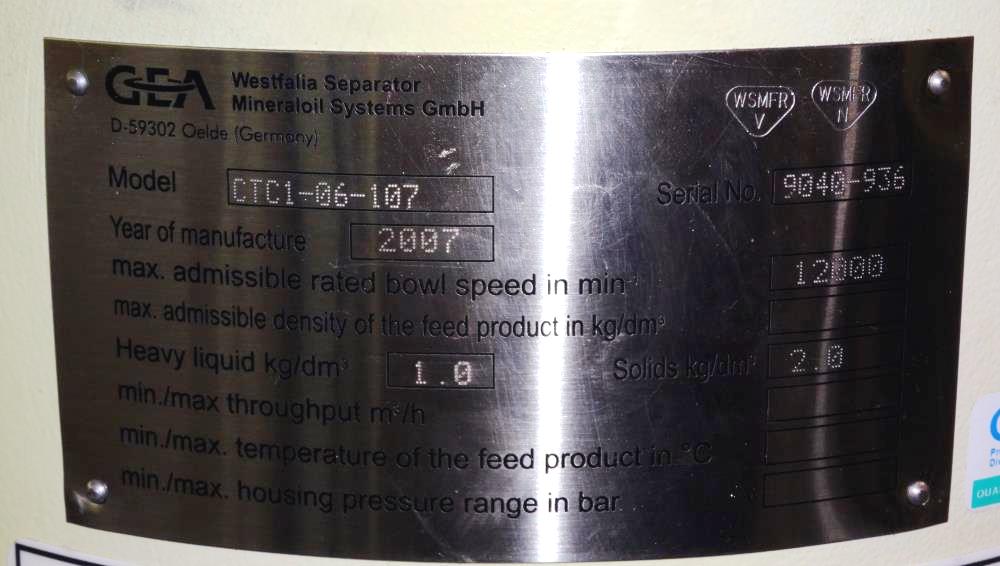 GEA Westfalia Separator
Mineraloil Systems GmbH
D-59302 Oelde (Germany)
WSMFR
V
WSMFR
N
Model CTC1-06-107 Serial No. 9040-936
Year of manufacture 2007
max. admissible rated bowl speed in min⁻¹ 12000
max. admissible density of the feed product in kg/dm³
Heavy liquid kg/dm³ 1.0 Solids kg/dm³ 2.0
min./max throughput m³/h
min./max. temperature of the feed product in °C
min./max. housing pressure range in bar